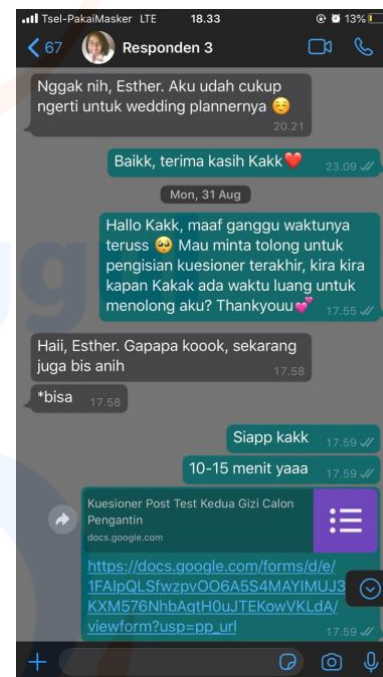 Tsel-PakaiMasker LTE 18.33 13%
67 Responden 3
Nggak nih, Esther. Aku udah cukup
ngerti untuk wedding plannernya ☺️
20.21
Baikk, terima kasih Kakk❤️ 23.09
Mon, 31 Aug
Hallo Kakk, maaf ganggu waktunya
teruss 🥺 Mau minta tolong untuk
pengisian kuesioner terakhir, kira kira
kapan Kakak ada waktu luang untuk
menolong aku? Thankyouu💕 17.55
Haii, Esther. Gapapa koook, sekarang
juga bis anih 17.58
*bisa 17.58
Siapp kakk 17.59
10-15 menit yaaa 17.59
Kuesioner Post Test Kedua Gizi Calon
Pengantin
docs.google.com
https://docs.google.com/forms/d/e/
1FAIpQLSfwzpvOO6A5S4MAYIMUJ3
KXM576NhbAqtH0uJTEKowVKLdA/
viewform?usp=pp_url 17.59